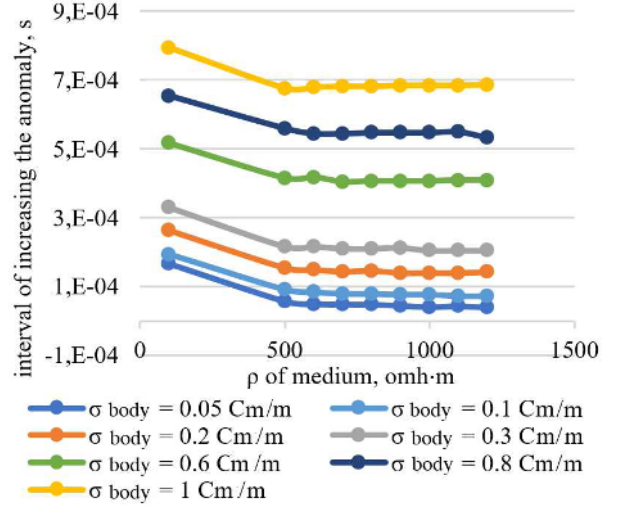 9,E-04
7,E-04
5,E-04
3,E-04
1,E-04
-1,E-04
interval of increasing the anomaly, s
0 500 1000 1500
ρ of medium, omh·m
σ body = 0.05 Cm/m
σ body = 0.1 Cm/m
σ body = 0.2 Cm/m
σ body = 0.3 Cm/m
σ body = 0.6 Cm/m
σ body = 0.8 Cm/m
σ body = 1 Cm/m